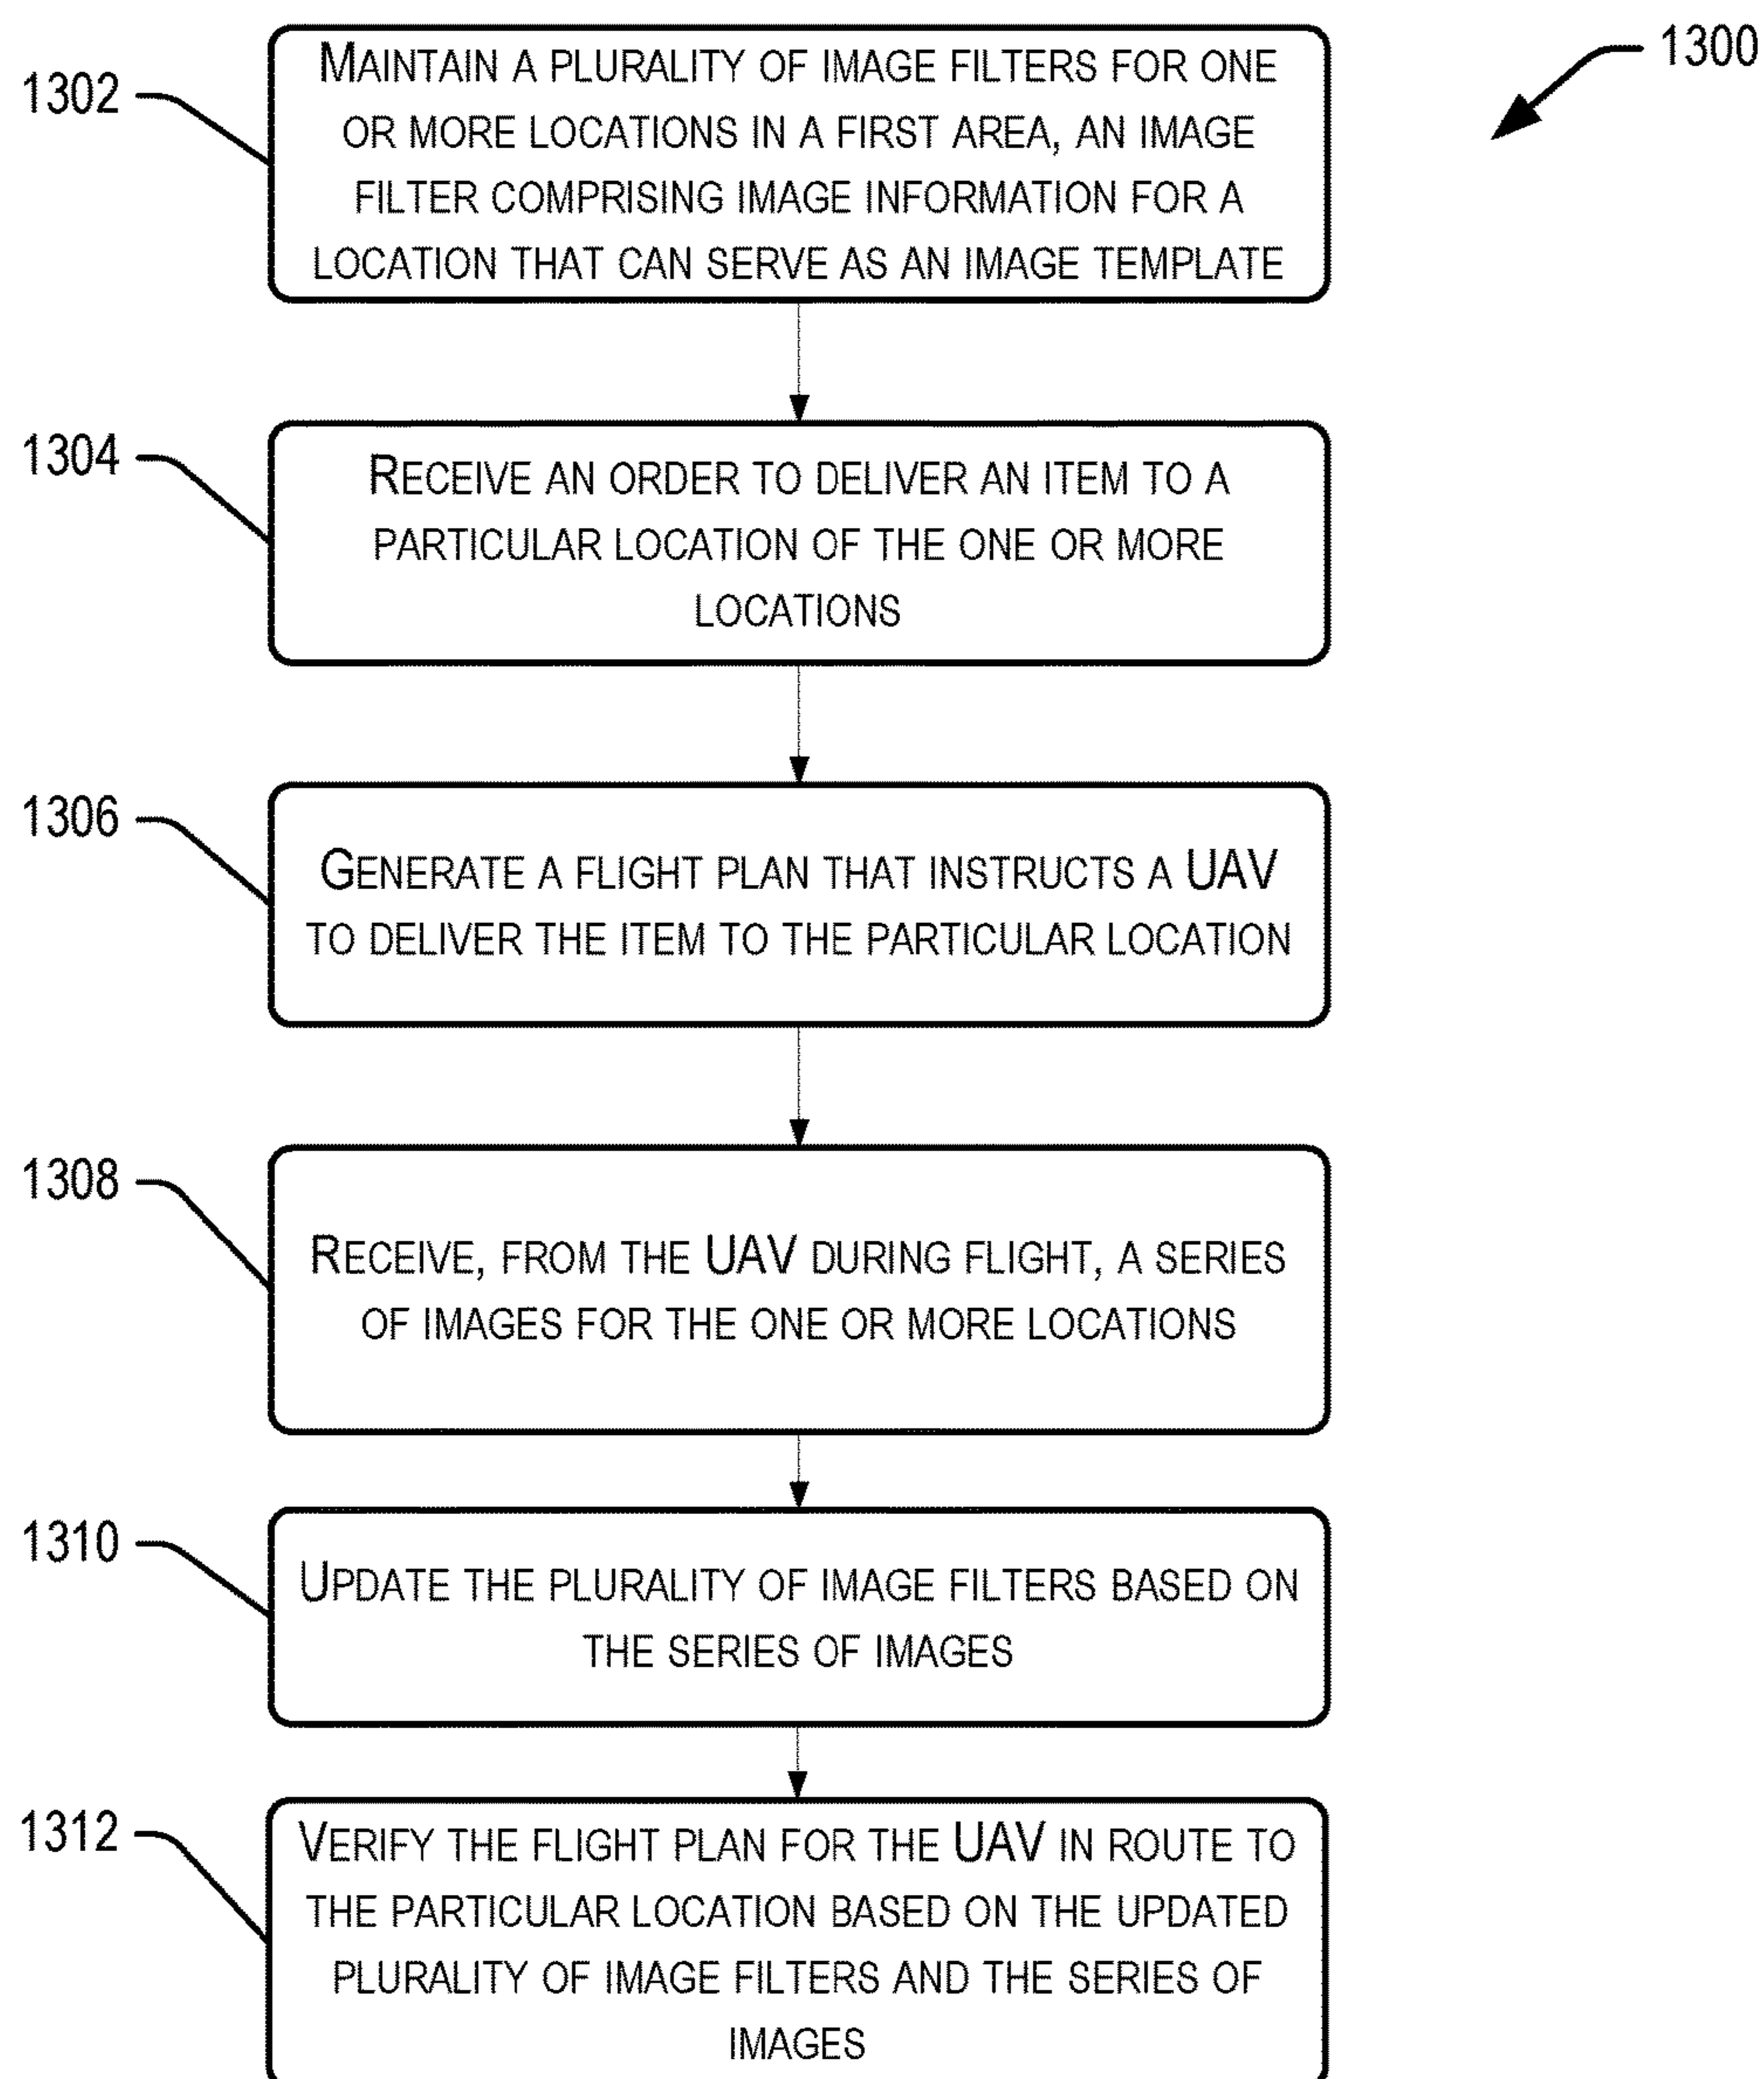 1300
1302
MAINTAIN A PLURALITY OF IMAGE FILTERS FOR ONE
OR MORE LOCATIONS IN A FIRST AREA, AN IMAGE
FILTER COMPRISING IMAGE INFORMATION FOR A
LOCATION THAT CAN SERVE AS AN IMAGE TEMPLATE
1304
RECEIVE AN ORDER TO DELIVER AN ITEM TO A
PARTICULAR LOCATION OF THE ONE OR MORE
LOCATIONS
1306
GENERATE A FLIGHT PLAN THAT INSTRUCTS A UAV
TO DELIVER THE ITEM TO THE PARTICULAR LOCATION
1308
RECEIVE, FROM THE UAV DURING FLIGHT, A SERIES
OF IMAGES FOR THE ONE OR MORE LOCATIONS
1310
UPDATE THE PLURALITY OF IMAGE FILTERS BASED ON
THE SERIES OF IMAGES
1312
VERIFY THE FLIGHT PLAN FOR THE UAV IN ROUTE TO
THE PARTICULAR LOCATION BASED ON THE UPDATED
PLURALITY OF IMAGE FILTERS AND THE SERIES OF
IMAGES